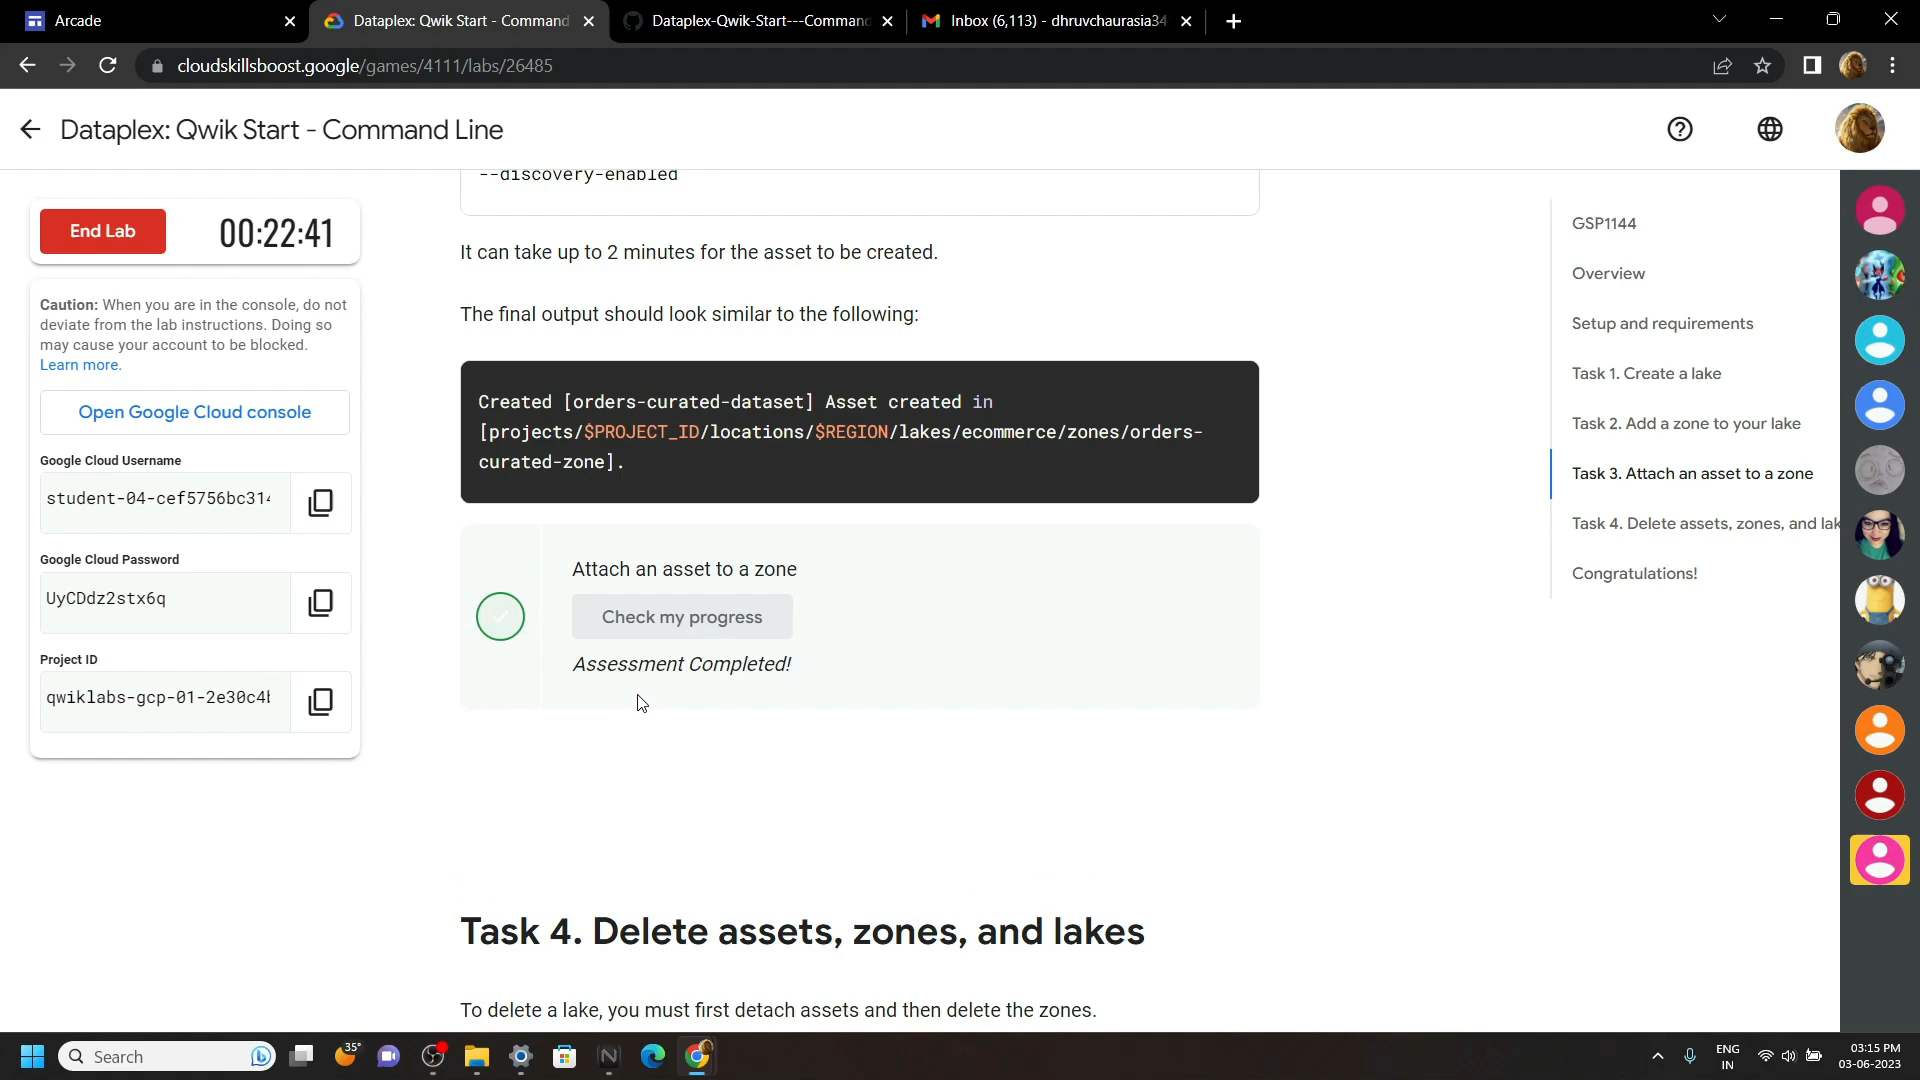 Arcade
Dataplex: Qwik Start - Command
Dataplex-Qwik-Start---Command
Inbox (6,113) - dhruvchaurasia34
cloudskillsboost.google/games/4111/labs/26485
Dataplex: Qwik Start - Command Line
End Lab
00:22:41
Caution: When you are in the console, do not
deviate from the lab instructions. Doing so
may cause your account to be blocked.
Learn more.
Open Google Cloud console
Google Cloud Username
student-04-cef5756bc314
Google Cloud Password
UyCDdz2stx6q
Project ID
qwiklabs-gcp-01-2e30c4b
--discovery-enabled
It can take up to 2 minutes for the asset to be created.
The final output should look similar to the following:
Created [orders-curated-dataset] Asset created in
[projects/$PROJECT_ID/locations/$REGION/lakes/ecommerce/zones/orders-
curated-zone].
Attach an asset to a zone
Check my progress
Assessment Completed!
Task 4. Delete assets, zones, and lakes
To delete a lake, you must first detach assets and then delete the zones.
GSP1144
Overview
Setup and requirements
Task 1. Create a lake
Task 2. Add a zone to your lake
Task 3. Attach an asset to a zone
Task 4. Delete assets, zones, and lak
Congratulations!
35°
Search
ENG
IN
03:15 PM
03-06-2023